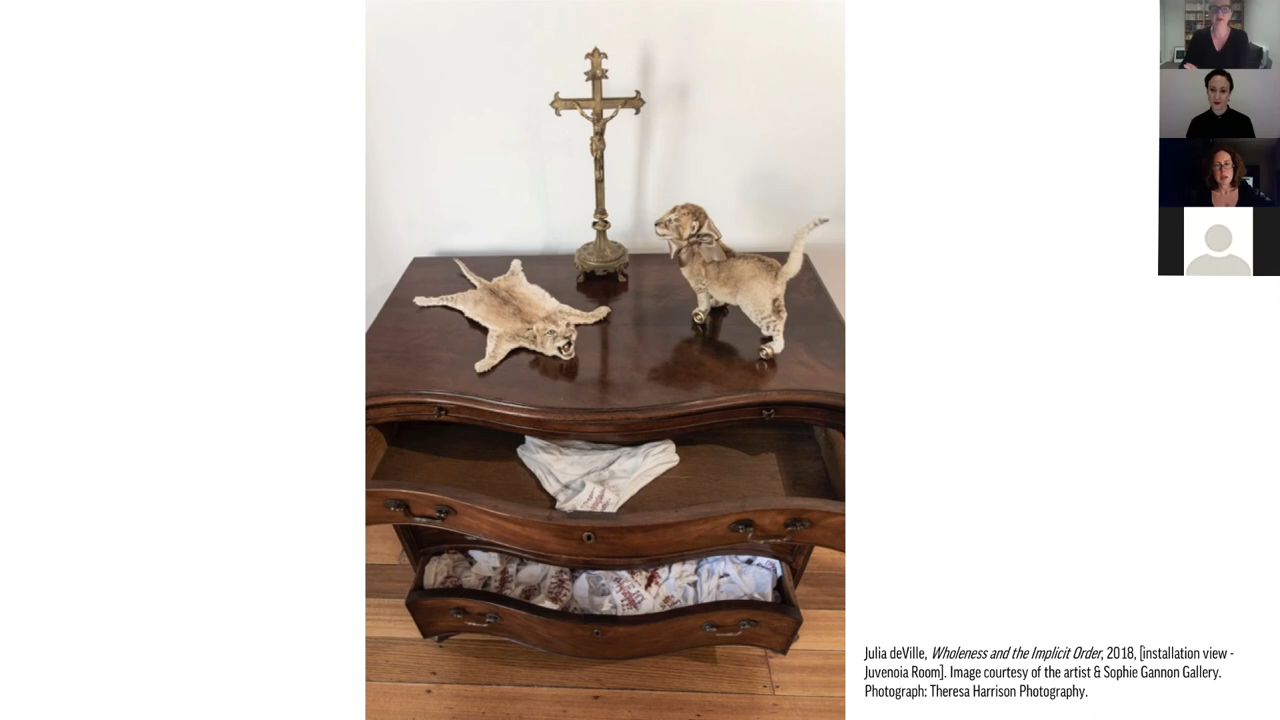 Julia deVille, Wholeness and the Implicit Order, 2018, [installation view -
Juvenoia Room]. Image courtesy of the artist & Sophie Gannon Gallery.
Photograph: Theresa Harrison Photography.